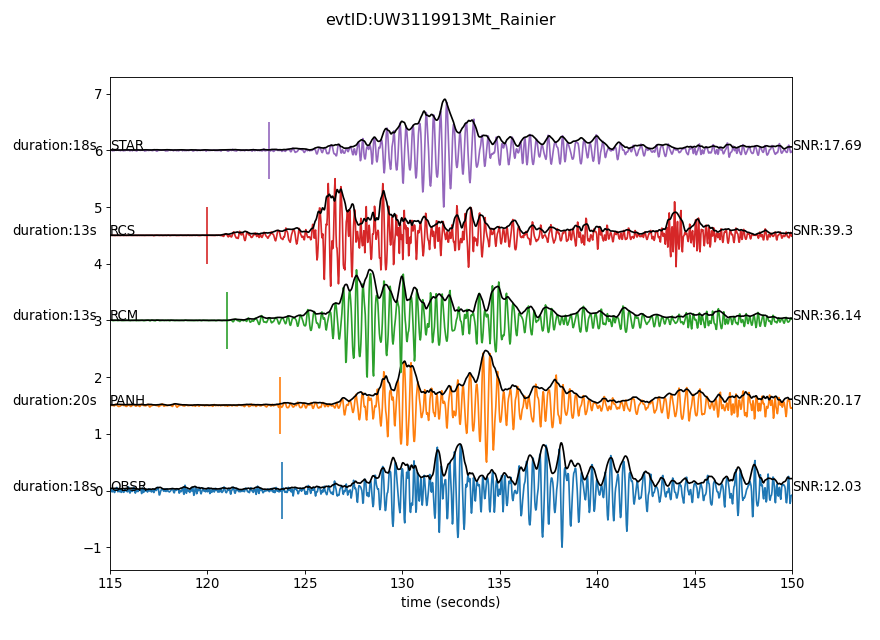 evtID:UW3119913Mt_Rainier
7
duration:18s STAR SNR:17.69
6
5
duration:13s RCS SNR:39.3
4
duration:13s RCM SNR:36.14
3
2
duration:20s PANH SNR:20.17
1
duration:18s OBSR SNR:12.03
0
−1
115 120 125 130 135 140 145 150
time (seconds)